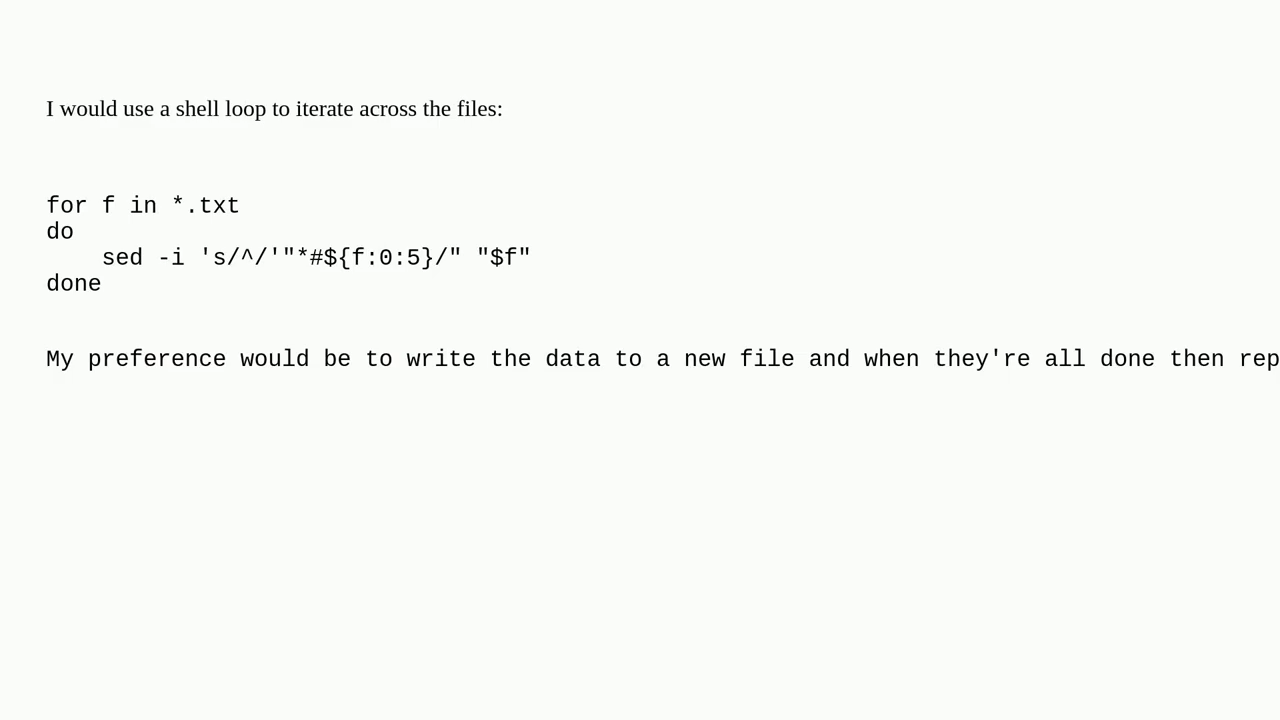 I would use a shell loop to iterate across the files:
for f in *.txt
do
    sed -i 's/^/'"*#${f:0:5}/" "$f"
done
My preference would be to write the data to a new file and when they're all done then rep